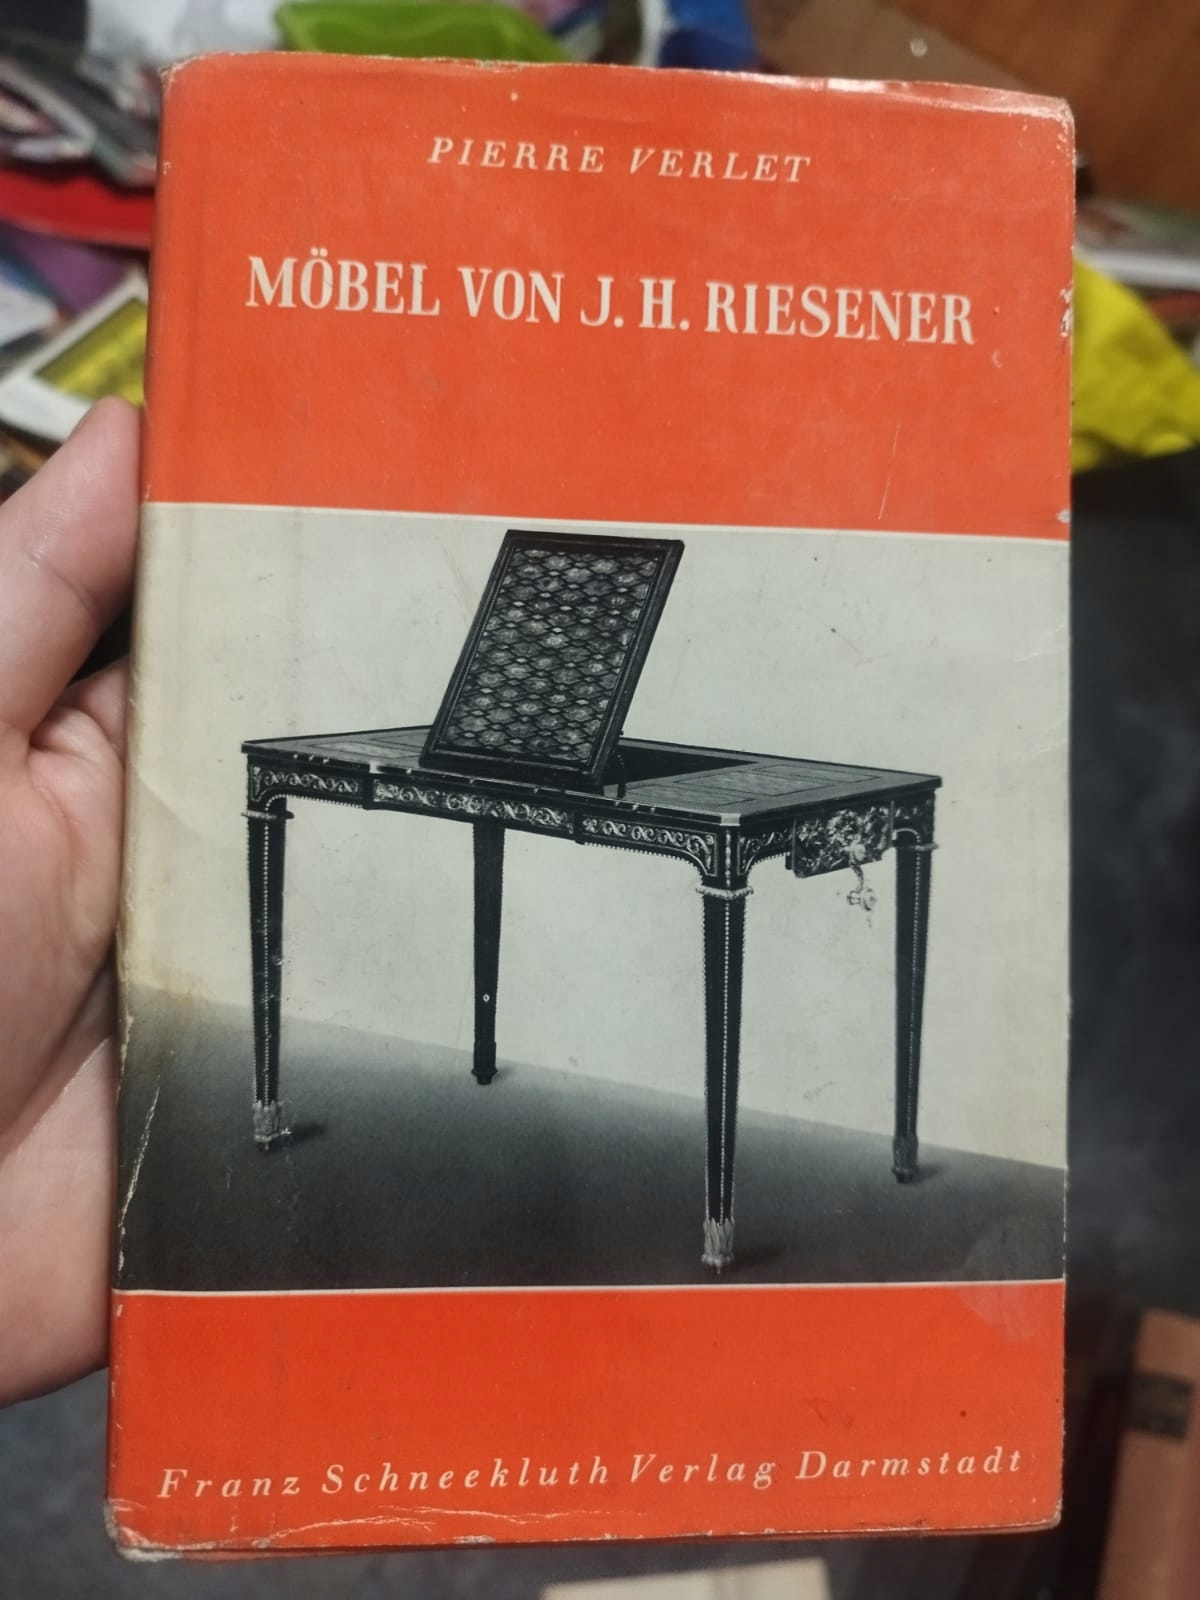 PIERRE VERLET
MÖBEL VON J. H. RIESENER
Franz Schneekluth Verlag Darmstadt